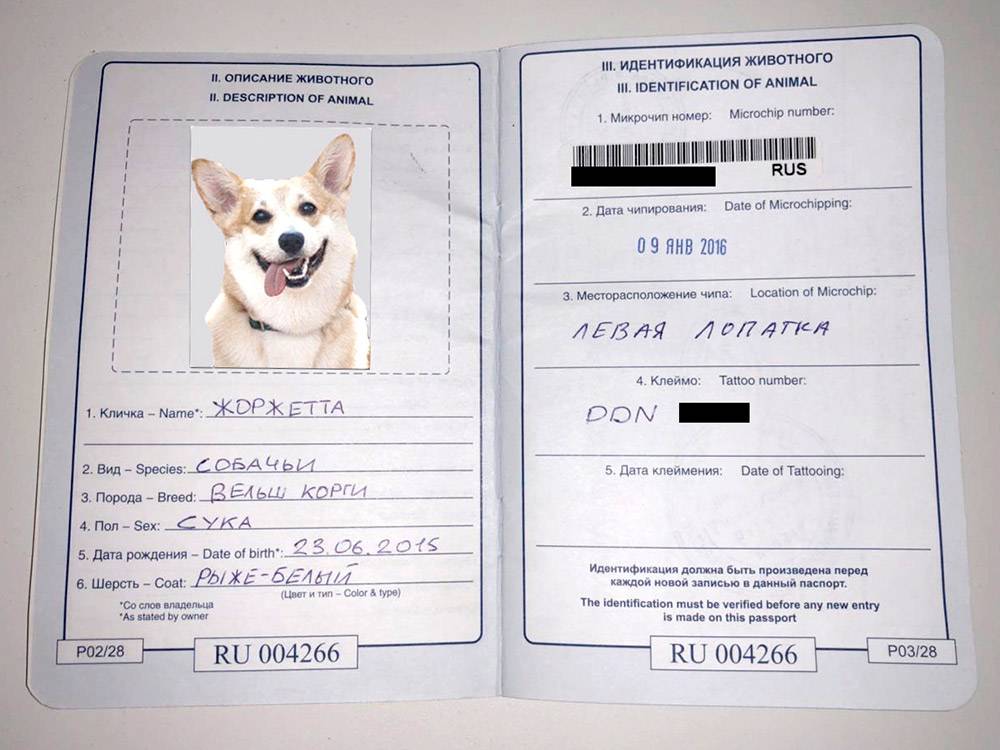 II. ОПИСАНИЕ ЖИВОТНОГО
II. DESCRIPTION OF ANIMAL
1. Кличка – Name*: ЖОРЖЕТТА
2. Вид – Species: СОБАЧЬИ
3. Порода – Breed: ВЕЛЬШ КОРГИ
4. Пол – Sex: СУКА
5. Дата рождения – Date of birth*: 23.06.2015
6. Шерсть – Coat: РЫЖЕ-БЕЛЫЙ
(Цвет и тип – Color & type)
*Со слов владельца
*As stated by owner
P02/28
RU 004266
III. ИДЕНТИФИКАЦИЯ ЖИВОТНОГО
III. IDENTIFICATION OF ANIMAL
1. Микрочип номер: Microchip number:
RUS
2. Дата чипирования: Date of Microchipping:
09 ЯНВ 2016
3. Месторасположение чипа: Location of Microchip:
ЛЕВАЯ ЛОПАТКА
4. Клеймо: Tattoo number:
DDN
5. Дата клеймения: Date of Tattooing:
Идентификация должна быть произведена перед
каждой новой записью в данный паспорт.
The identification must be verified before any new entry
is made on this passport
RU 004266
P03/28